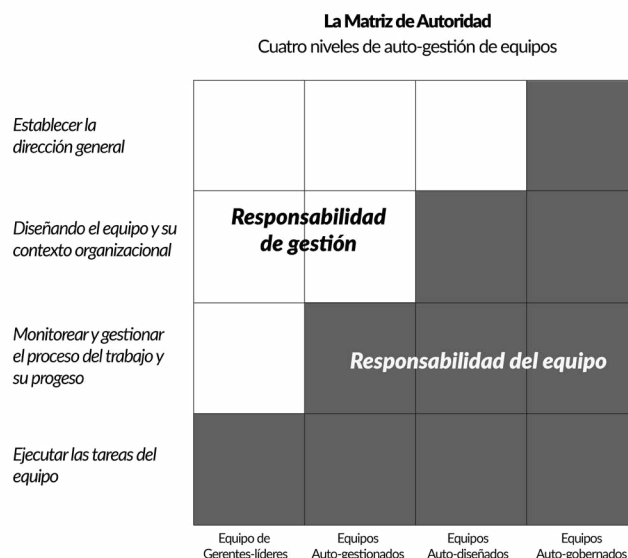 La Matriz de Autoridad
Cuatro niveles de auto-gestión de equipos
Establecer la
dirección general
Diseñando el equipo y su
contexto organizacional
Responsabilidad
de gestión
Monitorear y gestionar
el proceso del trabajo y
su progeso
Responsabilidad del equipo
Ejecutar las tareas del
equipo
Equipo de
Gerentes-líderes
Equipos
Auto-gestionados
Equipos
Auto-diseñados
Equipos
Auto-gobernados